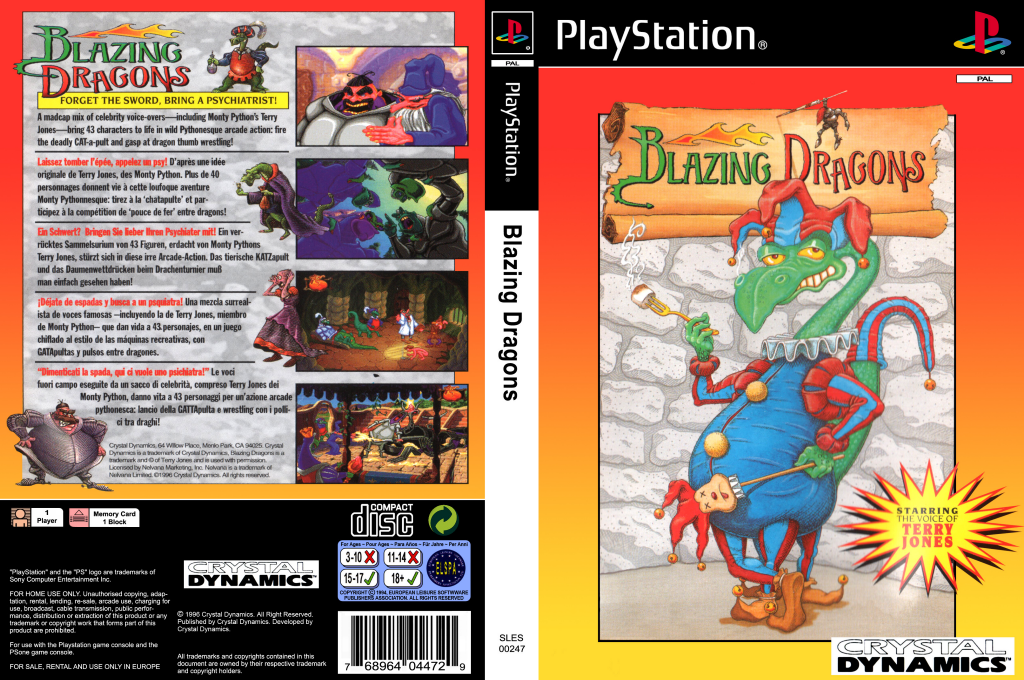 BLAZING
DRAGONS
FORGET THE SWORD, BRING A PSYCHIATRIST!
A madcap mix of celebrity voice-overs—including Monty Python's Terry
Jones—bring 43 characters to life in wild Pythonesque arcade action: fire
the deadly CAT-a-pult and gasp at dragon thumb wrestling!
Laissez tomber l'épée, appelez un psy! D'après une idée
originale de Terry Jones, des Monty Python. Plus de 40
personnages donnent vie à cette loufoque aventure
Monty Pythonnesque: tirez à la 'chatapulte' et par-
ticipez à la compétition de 'pouce de fer' entre dragons!
Ein Schwert? Bringen Sie lieber Ihren Psychiater mit! Ein ver-
rücktes Sammelsurium von 43 Figuren, erdacht von Monty Pythons
Terry Jones, stürzt sich in diese irre Arcade-Action. Das tierische KATZapult
und das Daumenwettdrücken beim Drachenturnier muß
man einfach gesehen haben!
¡Déjate de espadas y busca a un psquiatra! Una mezcla surreal-
ista de voces famosas –incluyendo la de Terry Jones, miembro
de Monty Python– que dan vida a 43 personajes, en un juego
chiflado al estilo de las máquinas recreativas, con
GATApultas y pulsos entre dragones.
"Dimenticati la spada, qui ci vuole uno psichiatra!" Le voci
fuori campo eseguite da un sacco di celebrità, compreso Terry Jones dei
Monty Python, danno vita a 43 personaggi per un'azione arcade
pythonesca: lancio della GATTApulta e wrestling con i polli-
ci tra draghi!
Crystal Dynamics, 64 Willow Place, Menlo Park, CA 94025. Crystal
Dynamics is a trademark of Crystal Dynamics, Blazing Dragons is a
trademark and © of Terry Jones and is used with permission.
Licensed by Nelvana Marketing, Inc. Nelvana is a trademark of
Nelvana Limited. ©1996 Crystal Dynamics. All rights reserved.
1
Player
Memory Card
1 Block
COMPACT
disc
For Ages – Pour Ages – Para Años – Für Jahre – Per Anni
3-10
11-14
15-17
18+
ELSPA
COPYRIGHT © 1994, EUROPEAN LEISURE SOFTWARE
PUBLISHERS ASSOCIATION. ALL RIGHTS RESERVED
"PlayStation" and the "PS" logo are trademarks of
Sony Computer Entertainment Inc.
FOR HOME USE ONLY. Unauthorised copying, adap-
tation, rental, lending, re-sale, arcade use, charging for
use, broadcast, cable transmission, public perfor-
mance, distribution or extraction of this product or any
trademark or copyright work that forms part of this
product are prohibited.
For use with the Playstation game console and the
PSone game console.
FOR SALE, RENTAL AND USE ONLY IN EUROPE
CRYSTAL
DYNAMICS™
© 1996 Crystal Dynamics. All Right Reserved.
Published by Crystal Dynamics. Developed by
Crystal Dynamics.
All trademarks and copyrights contained in this
document are owned by their respective trademark
and copyright holders.
7 68964 04472 9
PAL
PlayStation®
Blazing Dragons
SLES
00247
PlayStation®
PAL
BLAZING DRAGONS
STARRING
THE VOICE OF
TERRY
JONES
CRYSTAL
DYNAMICS™